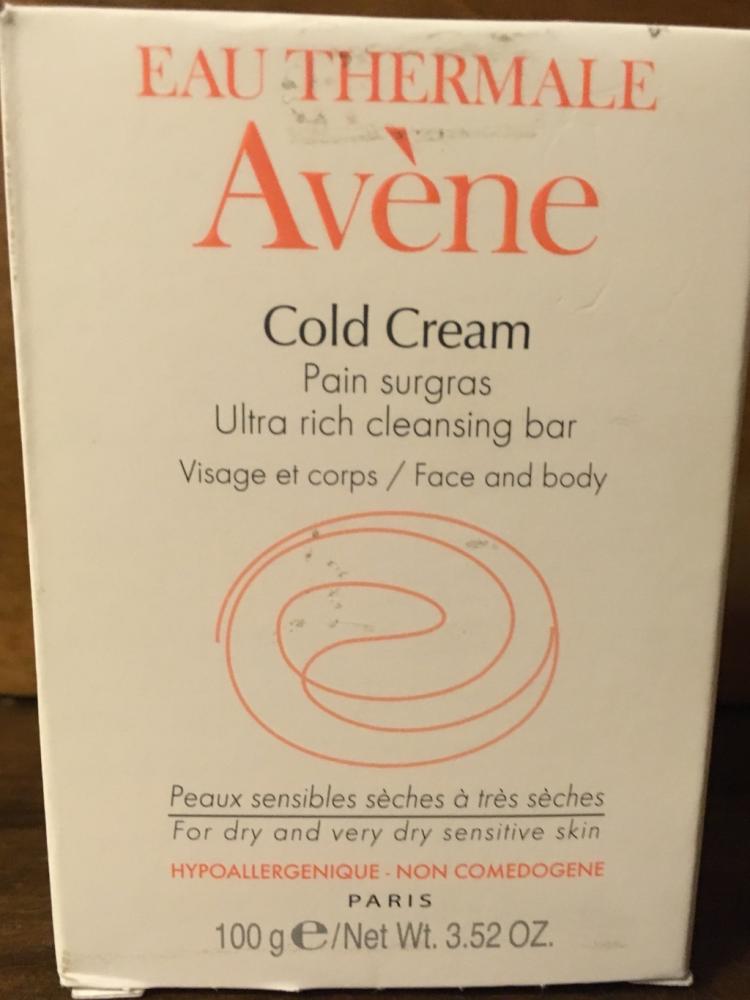 EAU THERMALE
Avène
Cold Cream
Pain surgras
Ultra rich cleansing bar
Visage et corps / Face and body
Peaux sensibles sèches à très sèches
For dry and very dry sensitive skin
HYPOALLERGENIQUE - NON COMEDOGENE
PARIS
100 g e/Net Wt. 3.52 OZ.